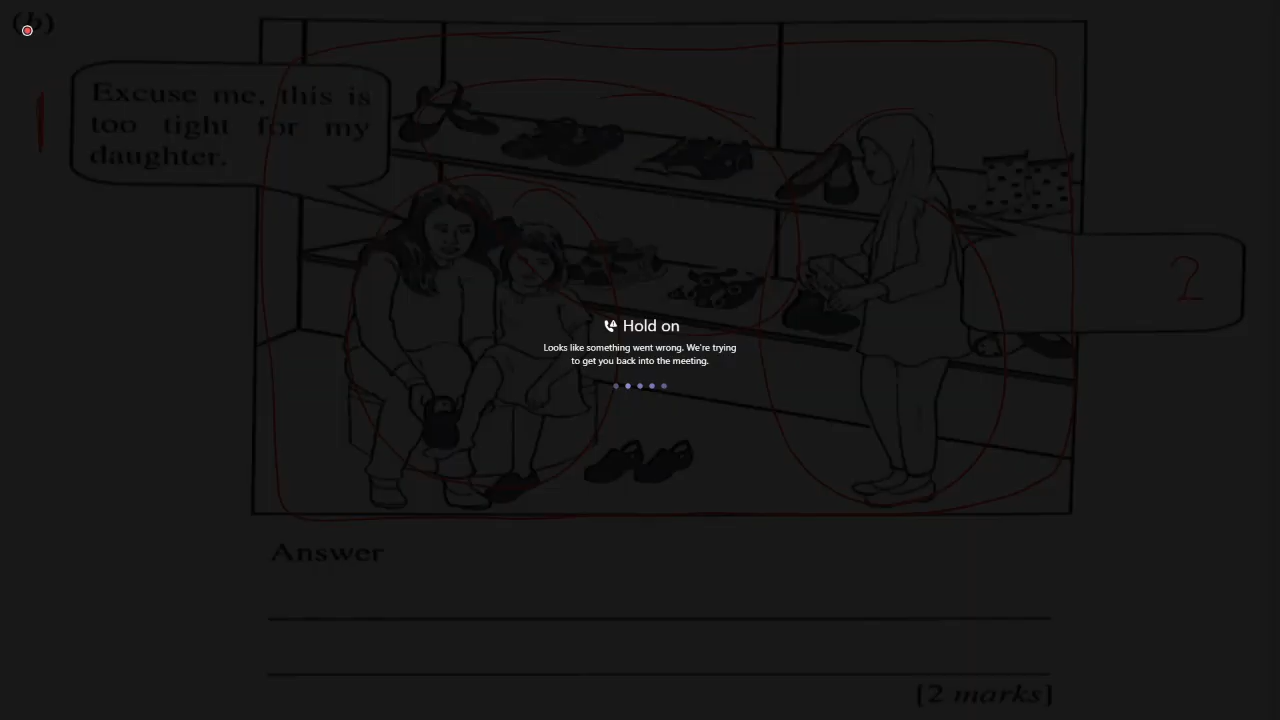 (b)
Excuse me, this is
too tight for my
daughter.
2
Hold on
Looks like something went wrong. We're trying
to get you back into the meeting.
Answer
[2 marks]